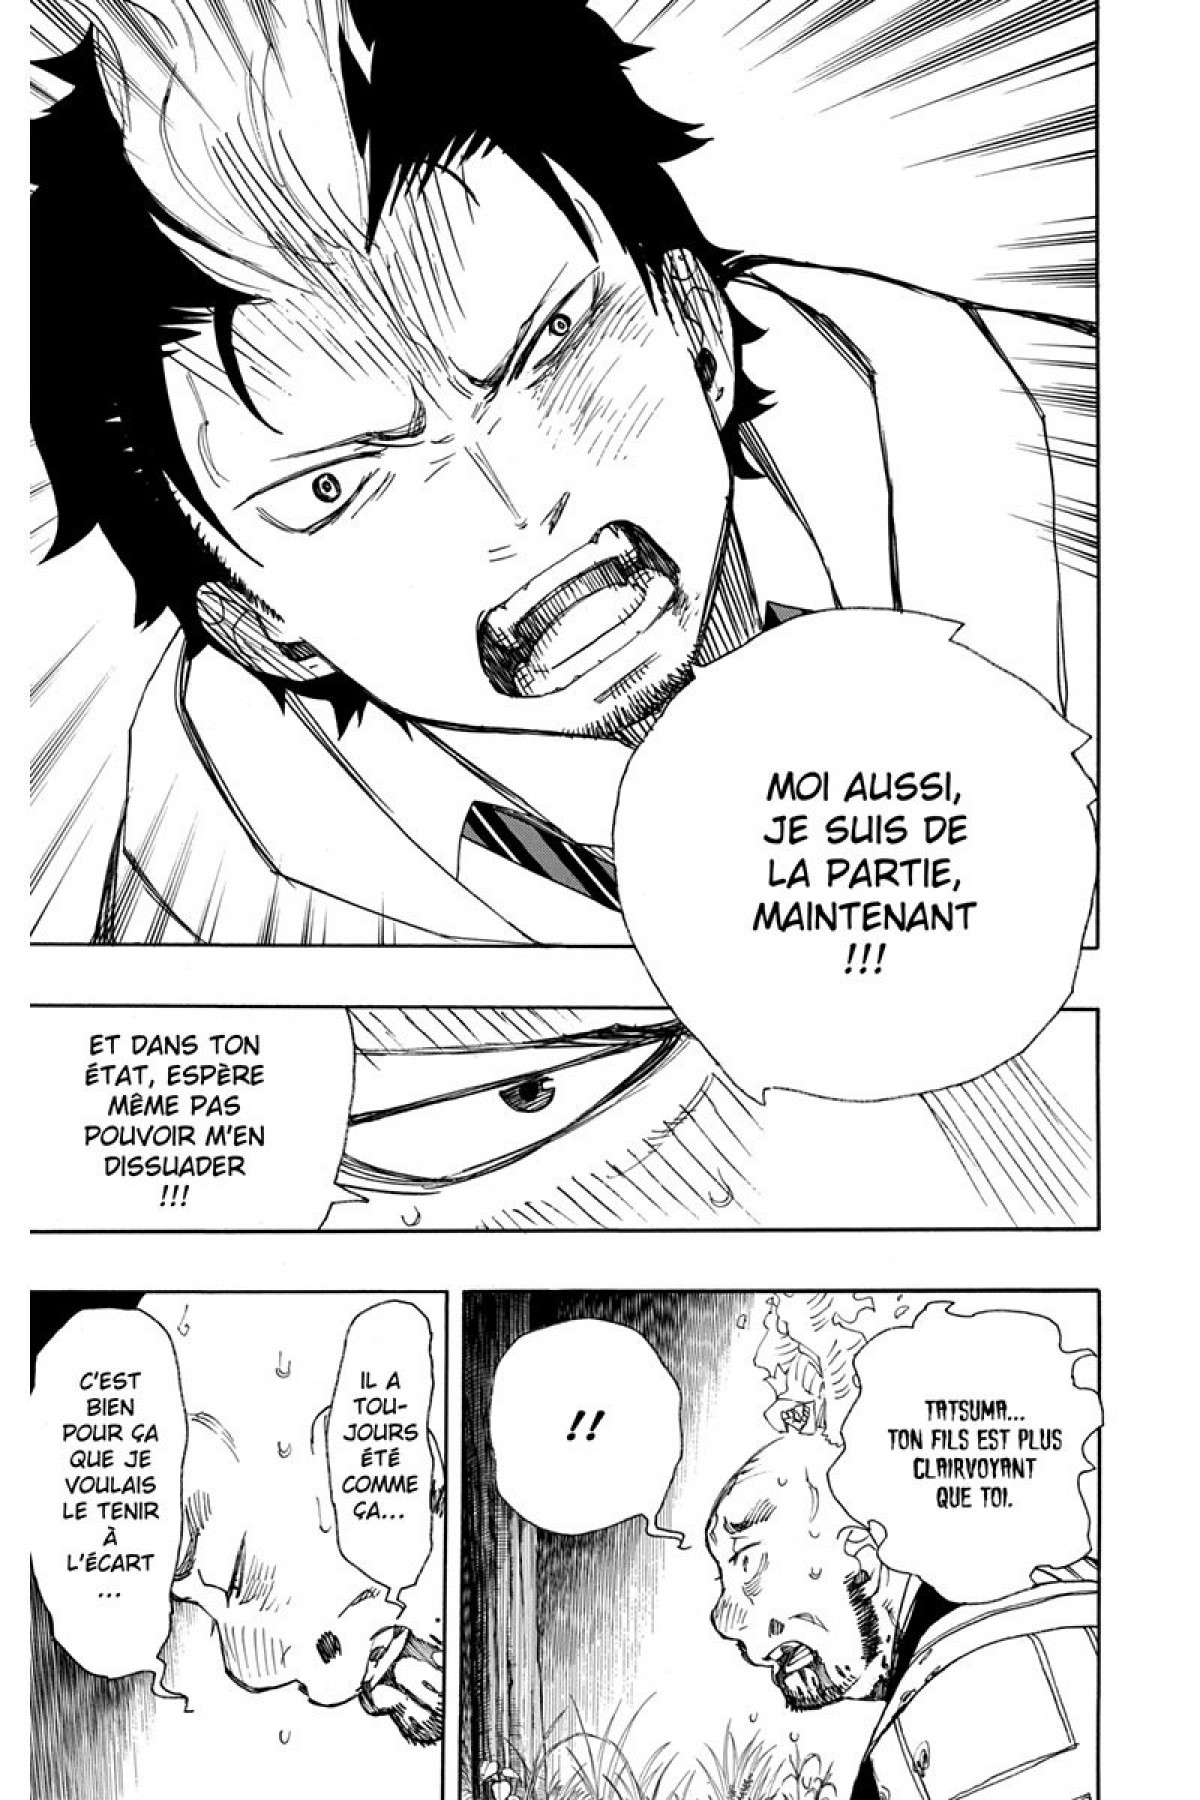 MOI AUSSI,
JE SUIS DE
LA PARTIE,
MAINTENANT
!!!
ET DANS TON
ÉTAT, ESPÈRE
MÊME PAS
POUVOIR M'EN
DISSUADER
!!!
TATSUMA...
TON FILS EST PLUS
CLAIRVOYANT
QUE TOI.
!!
IL A
TOU-
JOURS
ÉTÉ
COMME
ÇA...
C'EST
BIEN
POUR ÇA
QUE JE
VOULAIS
LE TENIR
À
L'ÉCART
...